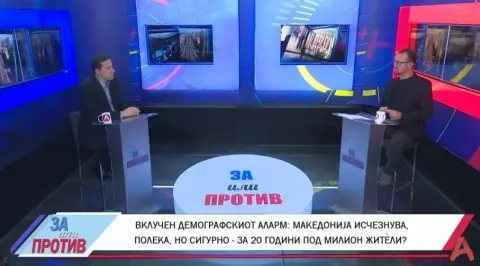 ЗА
или
ПРОТИВ
ЗА
или
ПРОТИВ
ВКЛУЧЕН ДЕМОГРАФСКИОТ АЛАРМ: МАКЕДОНИЈА ИСЧЕЗНУВА,
ПОЛЕКА, НО СИГУРНО - ЗА 20 ГОДИНИ ПОД МИЛИОН ЖИТЕЛИ?